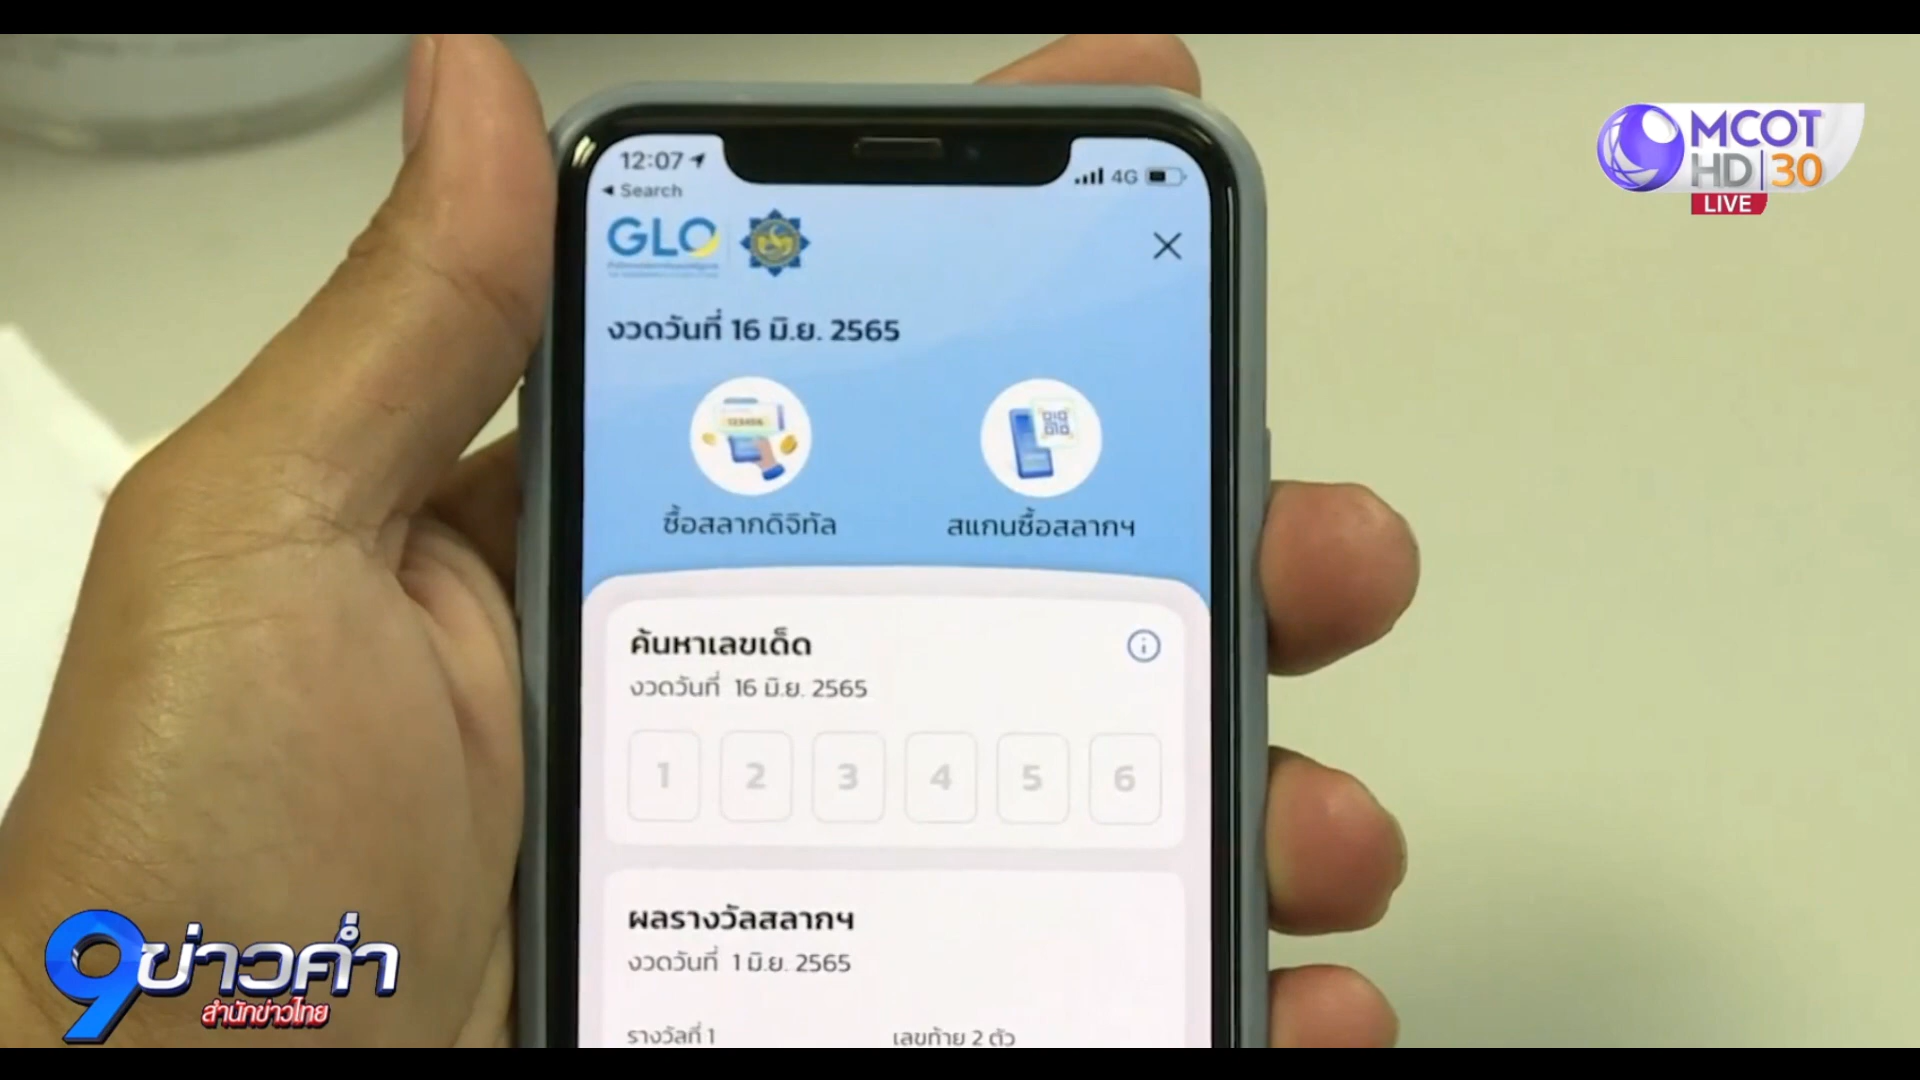 MCOT
HD 30
LIVE
12:07
4G
Search
GLO
งวดวันที่ 16 มิ.ย. 2565
123456
ซื้อสลากดิจิทัล
สแกนซื้อสลากฯ
ค้นหาเลขเด็ด
งวดวันที่ 16 มิ.ย. 2565
1 2 3 4 5 6
ผลรางวัลสลากฯ
งวดวันที่ 1 มิ.ย. 2565
รางวัลที่ 1
เลขท้าย 2 ตัว
9ข่าวค่ำ
สำนักข่าวไทย